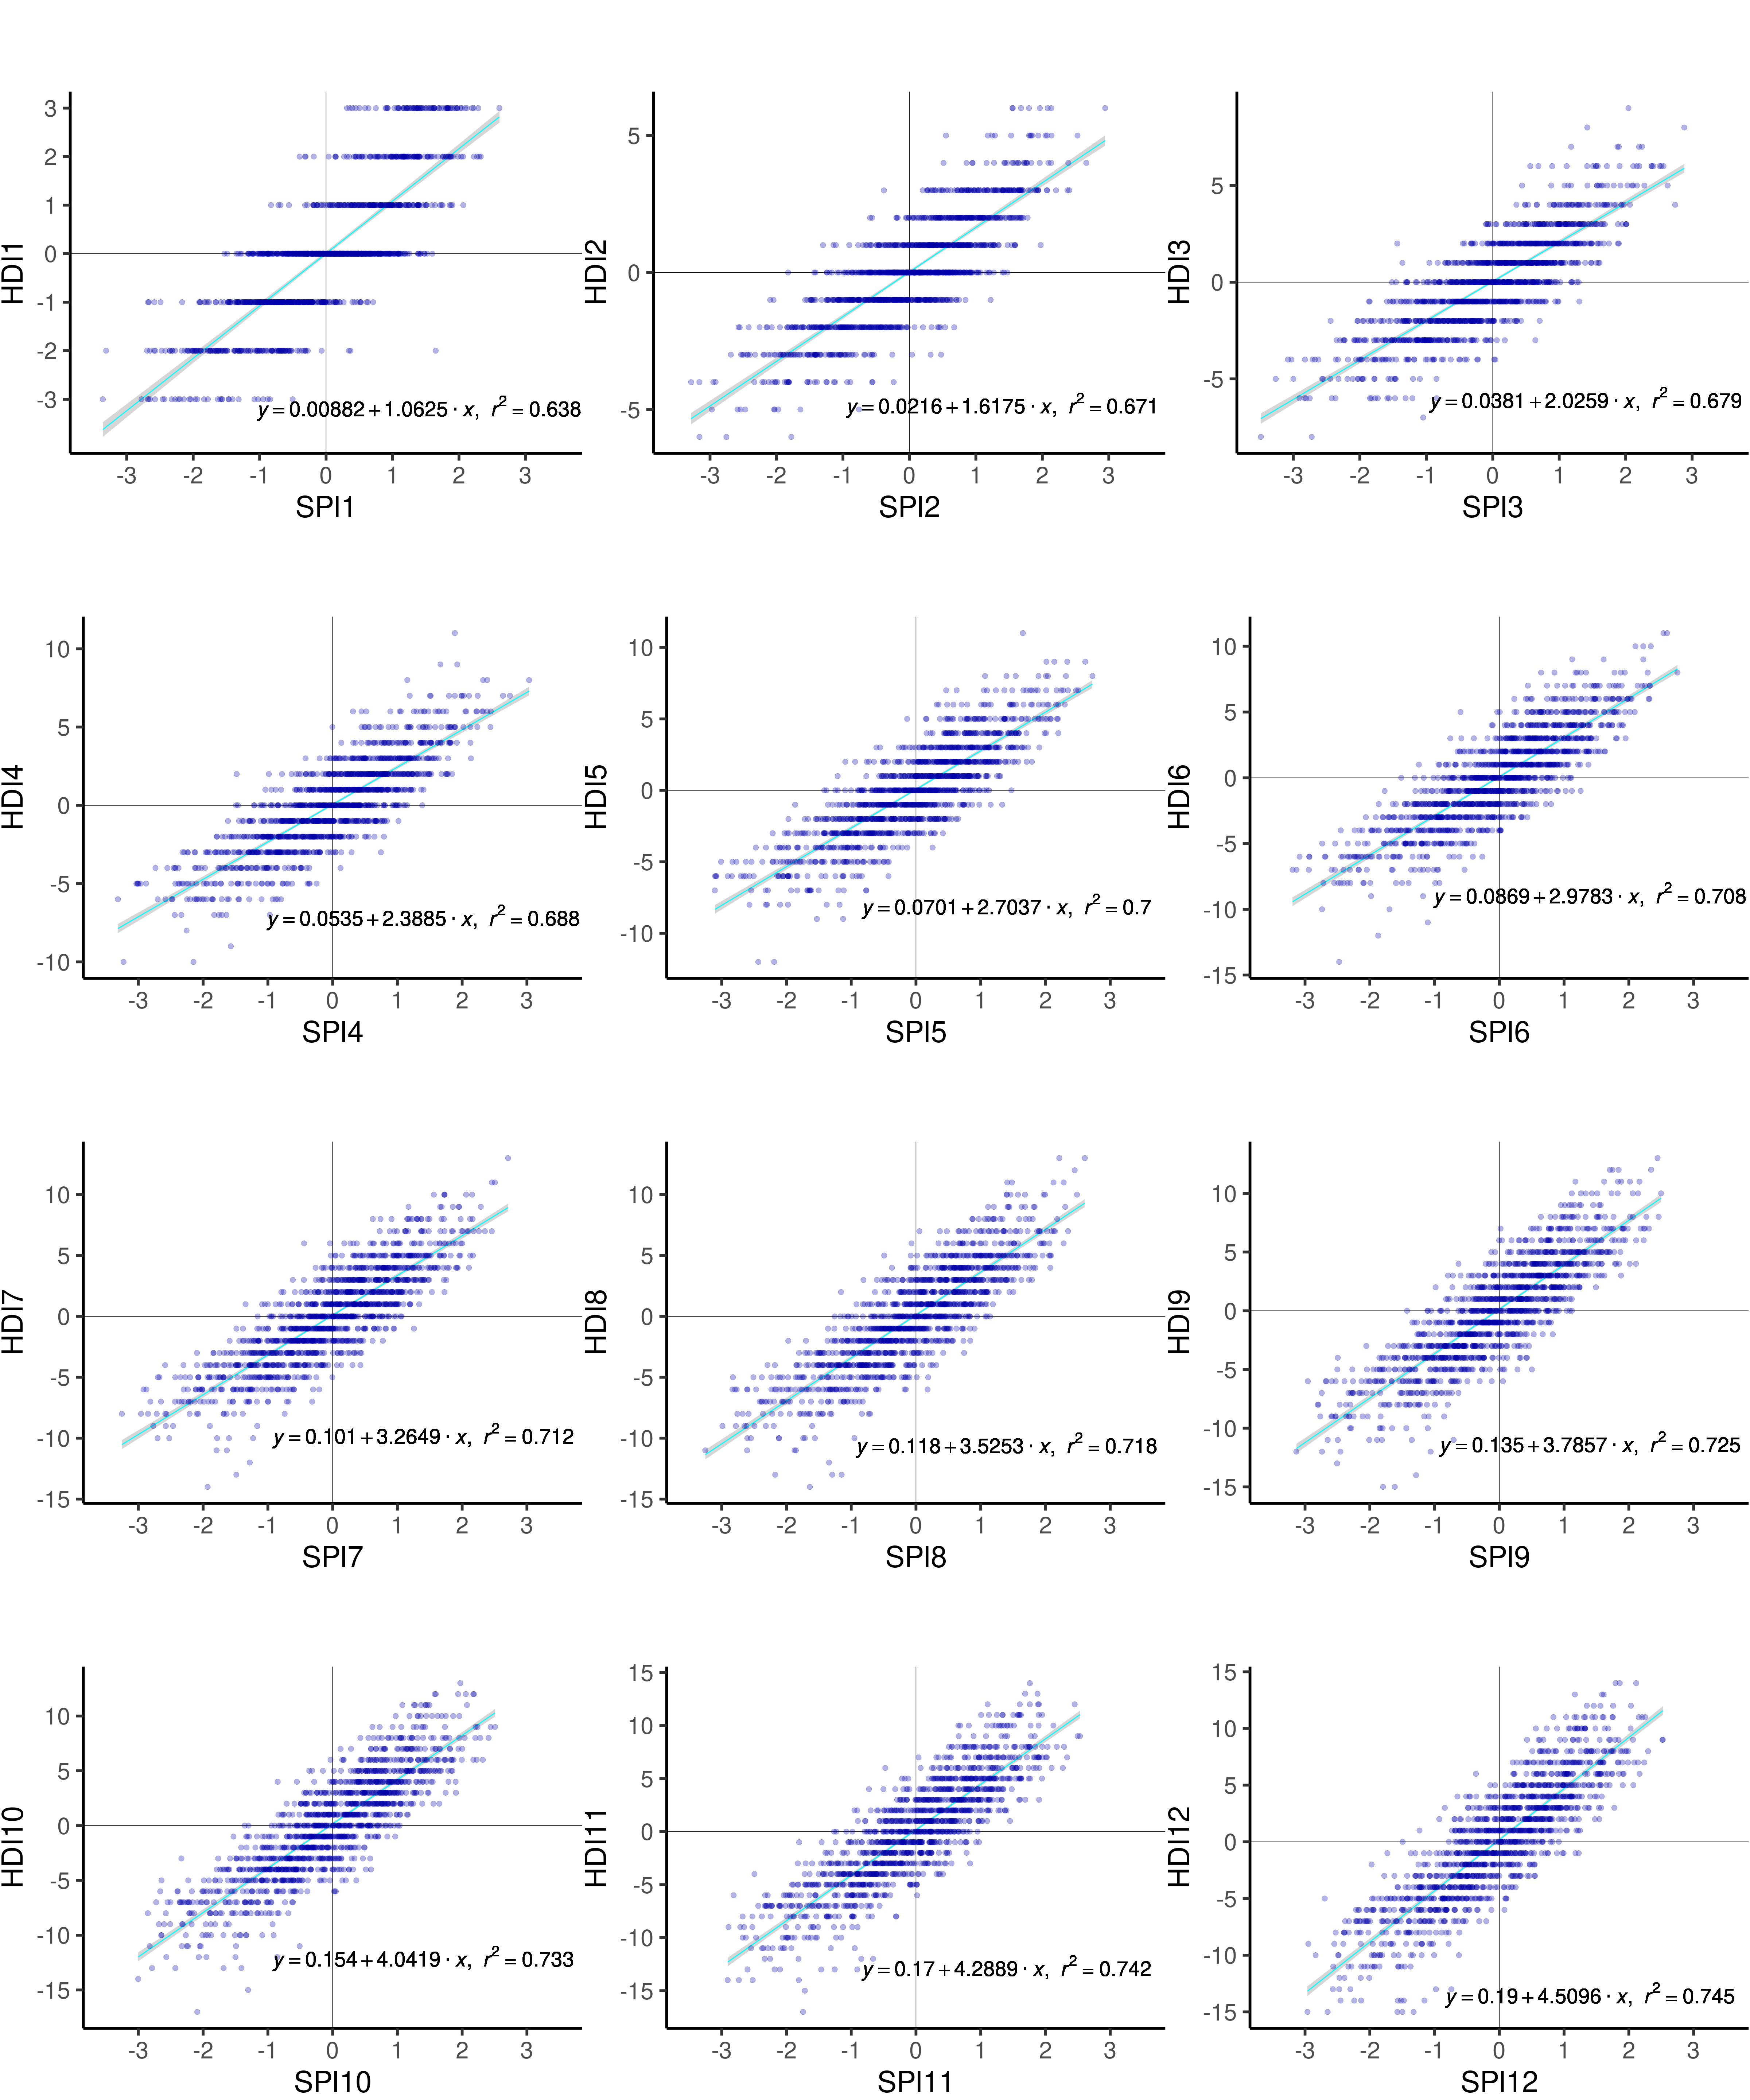 HDI1
3
2
1
0
-1
-2
-3
y = 0.00882 + 1.0625 · x, r² = 0.638
-3 -2 -1 0 1 2 3
SPI1
HDI2
5
0
-5
y = 0.0216 + 1.6175 · x, r² = 0.671
-3 -2 -1 0 1 2 3
SPI2
HDI3
5
0
-5
y = 0.0381 + 2.0259 · x, r² = 0.679
-3 -2 -1 0 1 2 3
SPI3
HDI4
10
5
0
-5
-10
y = 0.0535 + 2.3885 · x, r² = 0.688
-3 -2 -1 0 1 2 3
SPI4
HDI5
10
5
0
-5
-10
y = 0.0701 + 2.7037 · x, r² = 0.7
-3 -2 -1 0 1 2 3
SPI5
HDI6
10
5
0
-5
-10
-15
y = 0.0869 + 2.9783 · x, r² = 0.708
-3 -2 -1 0 1 2 3
SPI6
HDI7
10
5
0
-5
-10
-15
y = 0.101 + 3.2649 · x, r² = 0.712
-3 -2 -1 0 1 2 3
SPI7
HDI8
10
5
0
-5
-10
-15
y = 0.118 + 3.5253 · x, r² = 0.718
-3 -2 -1 0 1 2 3
SPI8
HDI9
10
5
0
-5
-10
-15
y = 0.135 + 3.7857 · x, r² = 0.725
-3 -2 -1 0 1 2 3
SPI9
HDI10
10
5
0
-5
-10
-15
y = 0.154 + 4.0419 · x, r² = 0.733
-3 -2 -1 0 1 2 3
SPI10
HDI11
15
10
5
0
-5
-10
-15
y = 0.17 + 4.2889 · x, r² = 0.742
-3 -2 -1 0 1 2 3
SPI11
HDI12
15
10
5
0
-5
-10
-15
y = 0.19 + 4.5096 · x, r² = 0.745
-3 -2 -1 0 1 2 3
SPI12